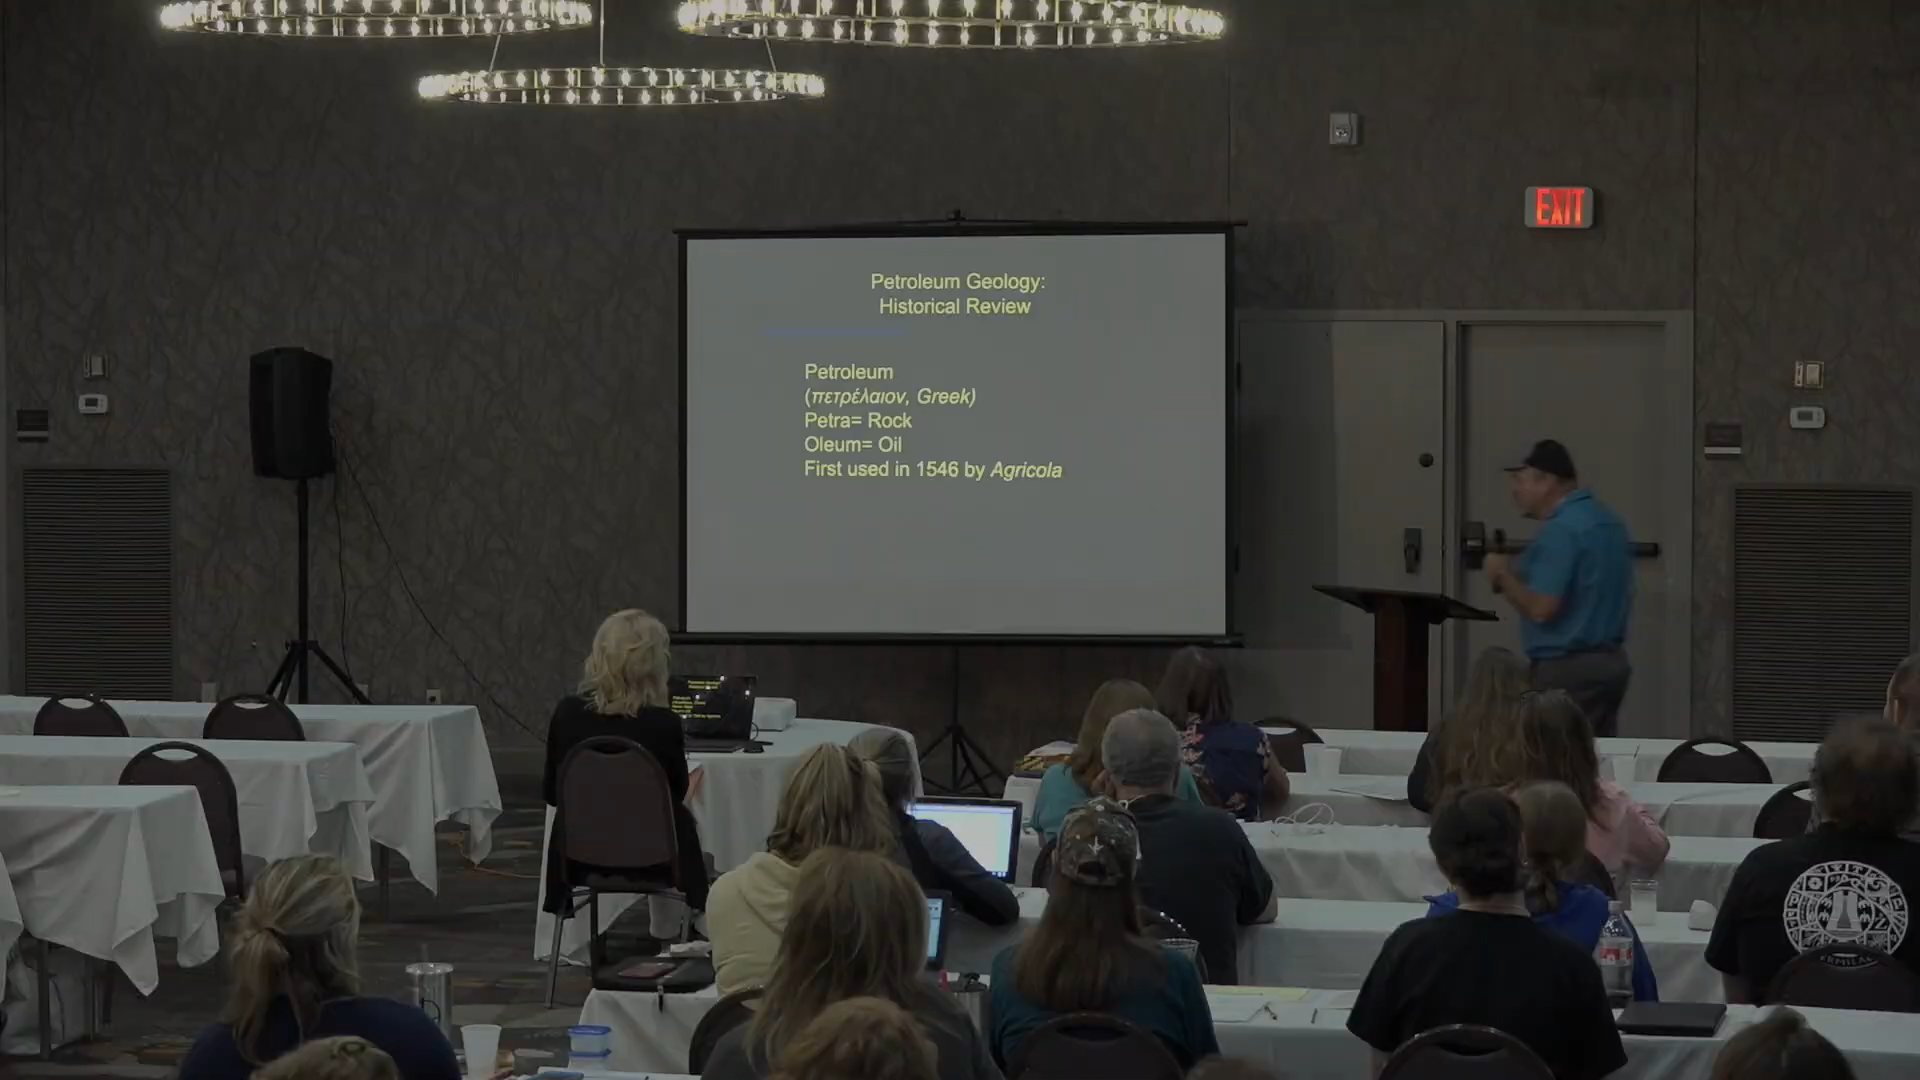 EXIT
Petroleum Geology:
Historical Review
Petroleum
(πετρέλαιον, Greek)
Petra= Rock
Oleum= Oil
First used in 1546 by Agricola